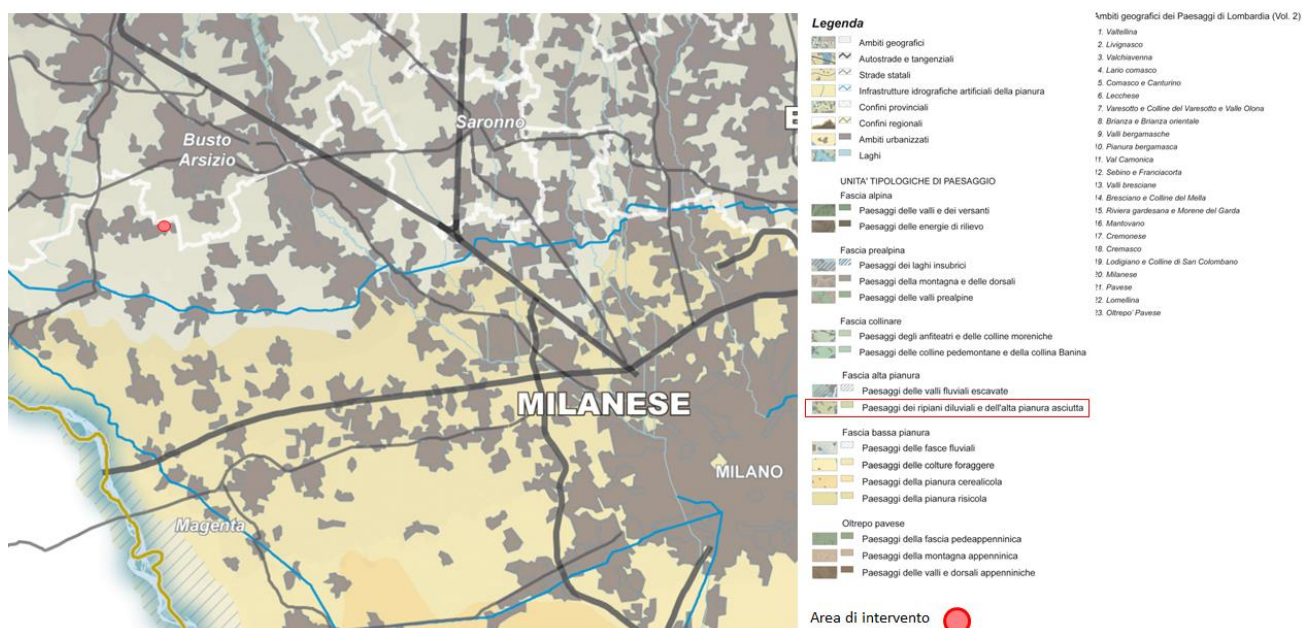 Busto
Arsizio
Saronno
MILANESE
MILANO
Magenta
Legenda
Ambiti geografici
Autostrade e tangenziali
Strade statali
Infrastrutture idrografiche artificiali della pianura
Confini provinciali
Confini regionali
Ambiti urbanizzati
Laghi
UNITA' TIPOLOGICHE DI PAESAGGIO
Fascia alpina
Paesaggi delle valli e dei versanti
Paesaggi delle energie di rilievo
Fascia prealpina
Paesaggi dei laghi insubrici
Paesaggi della montagna e delle dorsali
Paesaggi delle valli prealpine
Fascia collinare
Paesaggi degli anfiteatri e delle colline moreniche
Paesaggi delle colline pedemontane e della collina Banina
Fascia alta pianura
Paesaggi delle valli fluviali escavate
Paesaggi dei ripiani diluviali e dell'alta pianura asciutta
Fascia bassa pianura
Paesaggi delle fasce fluviali
Paesaggi delle colture foraggere
Paesaggi della pianura cerealicola
Paesaggi della pianura risicola
Oltrepo pavese
Paesaggi della fascia pedeappenninica
Paesaggi della montagna appenninica
Paesaggi delle valli e dorsali appenniniche
Area di intervento
Ambiti geografici dei Paesaggi di Lombardia (Vol. 2)
1. Valtellina
2. Livignasco
3. Valchiavenna
4. Lario comasco
5. Comasco e Canturino
6. Lecchese
7. Varesotto e Colline del Varesotto e Valle Olona
8. Brianza e Brianza orientale
9. Valli bergamasche
10. Pianura bergamasca
11. Val Camonica
12. Sebino e Franciacorta
13. Valli bresciane
14. Bresciano e Colline del Mella
15. Riviera gardesana e Morene del Garda
16. Mantovano
17. Cremonese
18. Cremasco
19. Lodigiano e Colline di San Colombano
20. Milanese
21. Pavese
22. Lomellina
23. Oltrepo' Pavese